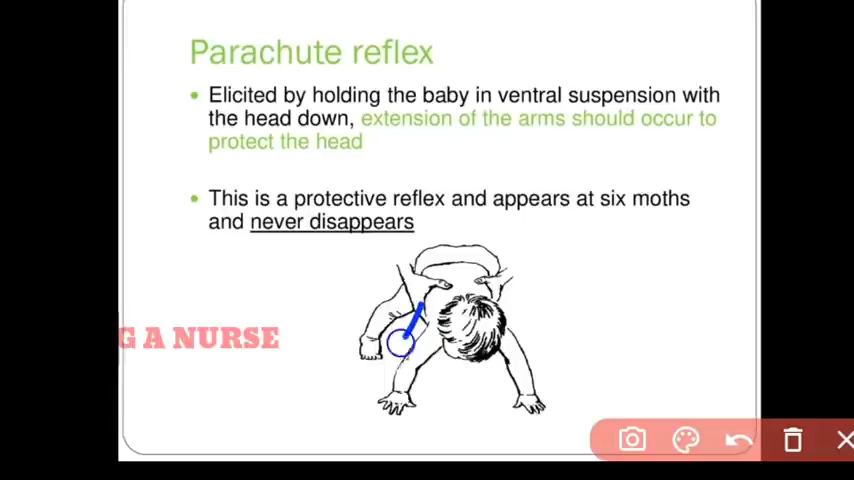 Parachute reflex
Elicited by holding the baby in ventral suspension with
the head down, extension of the arms should occur to
protect the head
This is a protective reflex and appears at six moths
and never disappears
G A NURSE